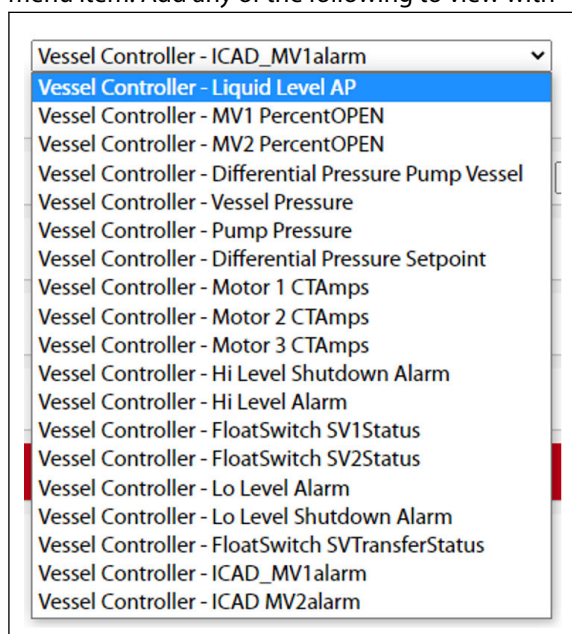 menu item. Add any of the following to view with
Vessel Controller - ICAD_MV1alarm
Vessel Controller - Liquid Level AP
Vessel Controller - MV1 PercentOPEN
Vessel Controller - MV2 PercentOPEN
Vessel Controller - Differential Pressure Pump Vessel
Vessel Controller - Vessel Pressure
Vessel Controller - Pump Pressure
Vessel Controller - Differential Pressure Setpoint
Vessel Controller - Motor 1 CTAmps
Vessel Controller - Motor 2 CTAmps
Vessel Controller - Motor 3 CTAmps
Vessel Controller - Hi Level Shutdown Alarm
Vessel Controller - Hi Level Alarm
Vessel Controller - FloatSwitch SV1Status
Vessel Controller - FloatSwitch SV2Status
Vessel Controller - Lo Level Alarm
Vessel Controller - Lo Level Shutdown Alarm
Vessel Controller - FloatSwitch SVTransferStatus
Vessel Controller - ICAD_MV1alarm
Vessel Controller - ICAD MV2alarm